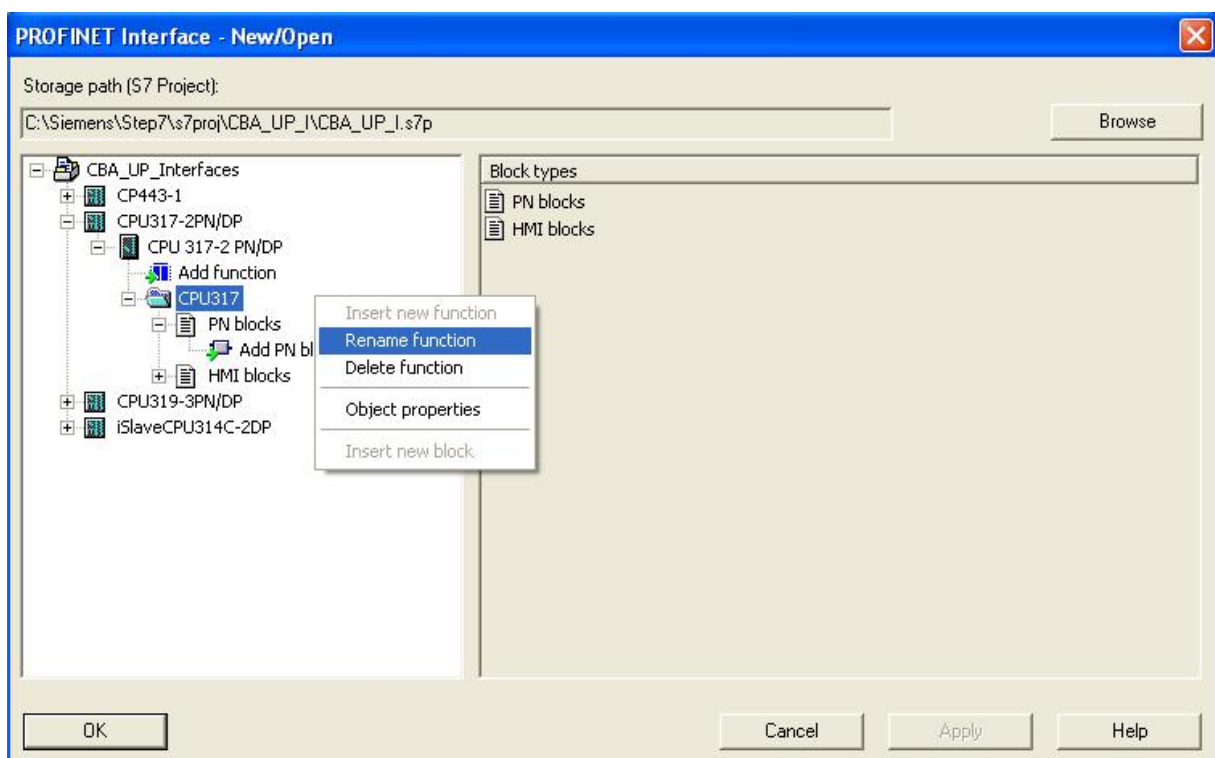 PROFINET Interface - New/Open
Storage path (S7 Project):
C:\Siemens\Step7\s7proj\CBA_UP_I\CBA_UP_I.s7p
Browse
CBA_UP_Interfaces
CP443-1
CPU317-2PN/DP
CPU 317-2 PN/DP
Add function
CPU317
PN blocks
Add PN bl
HMI blocks
CPU319-3PN/DP
iSlaveCPU314C-2DP
Insert new function
Rename function
Delete function
Object properties
Insert new block
Block types
PN blocks
HMI blocks
OK
Cancel
Apply
Help